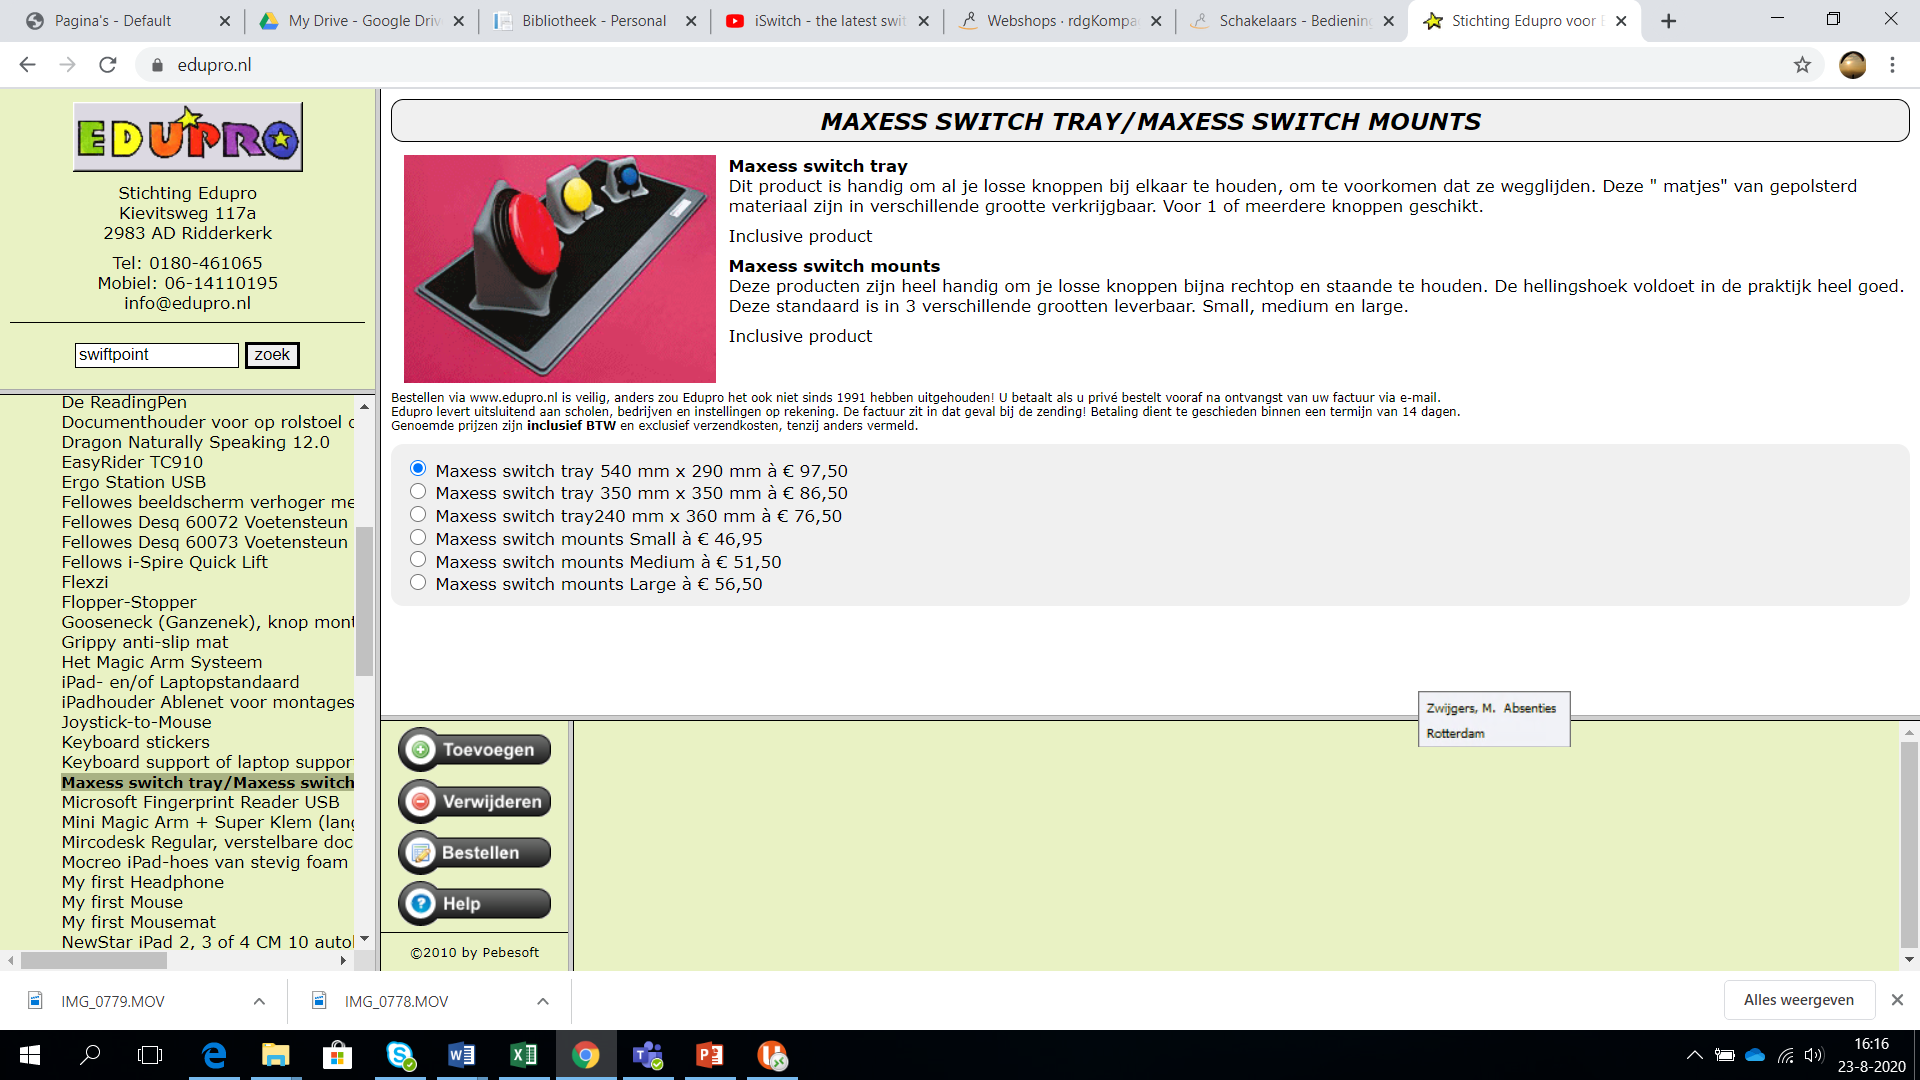 Pagina's - Default
My Drive - Google Driv
Bibliotheek - Personal
iSwitch - the latest swit
Webshops · rdgKompa
Schakelaars - Bediening
Stichting Edupro voor E
edupro.nl
EDUPRO
Stichting Edupro
Kievitsweg 117a
2983 AD Ridderkerk
Tel: 0180-461065
Mobiel: 06-14110195
info@edupro.nl
swiftpoint
zoek
De ReadingPen
Documenthouder voor op rolstoel o
Dragon Naturally Speaking 12.0
EasyRider TC910
Ergo Station USB
Fellowes beeldscherm verhoger me
Fellowes Desq 60072 Voetensteun
Fellowes Desq 60073 Voetensteun
Fellows i-Spire Quick Lift
Flexzi
Flopper-Stopper
Gooseneck (Ganzenek), knop mont
Grippy anti-slip mat
Het Magic Arm Systeem
iPad- en/of Laptopstandaard
iPadhouder Ablenet voor montages
Joystick-to-Mouse
Keyboard stickers
Keyboard support of laptop suppor
Maxess switch tray/Maxess switch
Microsoft Fingerprint Reader USB
Mini Magic Arm + Super Klem (lang
Mircodesk Regular, verstelbare doc
Mocreo iPad-hoes van stevig foam
My first Headphone
My first Mouse
My first Mousemat
NewStar iPad 2, 3 of 4 CM 10 autol
MAXESS SWITCH TRAY/MAXESS SWITCH MOUNTS
Maxess switch tray
Dit product is handig om al je losse knoppen bij elkaar te houden, om te voorkomen dat ze wegglijden. Deze " matjes" van gepolsterd
materiaal zijn in verschillende grootte verkrijgbaar. Voor 1 of meerdere knoppen geschikt.
Inclusive product
Maxess switch mounts
Deze producten zijn heel handig om je losse knoppen bijna rechtop en staande te houden. De hellingshoek voldoet in de praktijk heel goed.
Deze standaard is in 3 verschillende grootten leverbaar. Small, medium en large.
Inclusive product
Bestellen via www.edupro.nl is veilig, anders zou Edupro het ook niet sinds 1991 hebben uitgehouden! U betaalt als u privé bestelt vooraf na ontvangst van uw factuur via e-mail.
Edupro levert uitsluitend aan scholen, bedrijven en instellingen op rekening. De factuur zit in dat geval bij de zending! Betaling dient te geschieden binnen een termijn van 14 dagen.
Genoemde prijzen zijn inclusief BTW en exclusief verzendkosten, tenzij anders vermeld.
Maxess switch tray 540 mm x 290 mm à € 97,50
Maxess switch tray 350 mm x 350 mm à € 86,50
Maxess switch tray240 mm x 360 mm à € 76,50
Maxess switch mounts Small à € 46,95
Maxess switch mounts Medium à € 51,50
Maxess switch mounts Large à € 56,50
Zwijgers, M. Absenties
Rotterdam
Toevoegen
Verwijderen
Bestellen
Help
©2010 by Pebesoft
IMG_0779.MOV
IMG_0778.MOV
Alles weergeven
16:16
23-8-2020